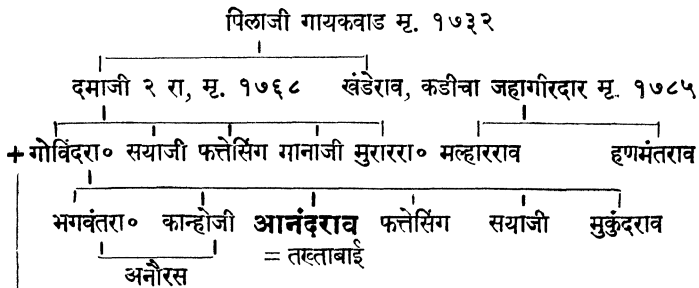 पिलाजी गायकवाड मृ. १७३२
दमाजी २ रा, मृ. १७६८ खंडेराव, कडीचा जहागीरदार मृ. १७८५
+ गोविंदरा० सयाजी फत्तेसिंग मानाजी मुराररा० मल्हारराव हणमंतराव
भगवंतरा० कान्होजी आनंदराव फत्तेसिंग सयाजी मुकुंदराव
= तख्ताबाई
अनौरस